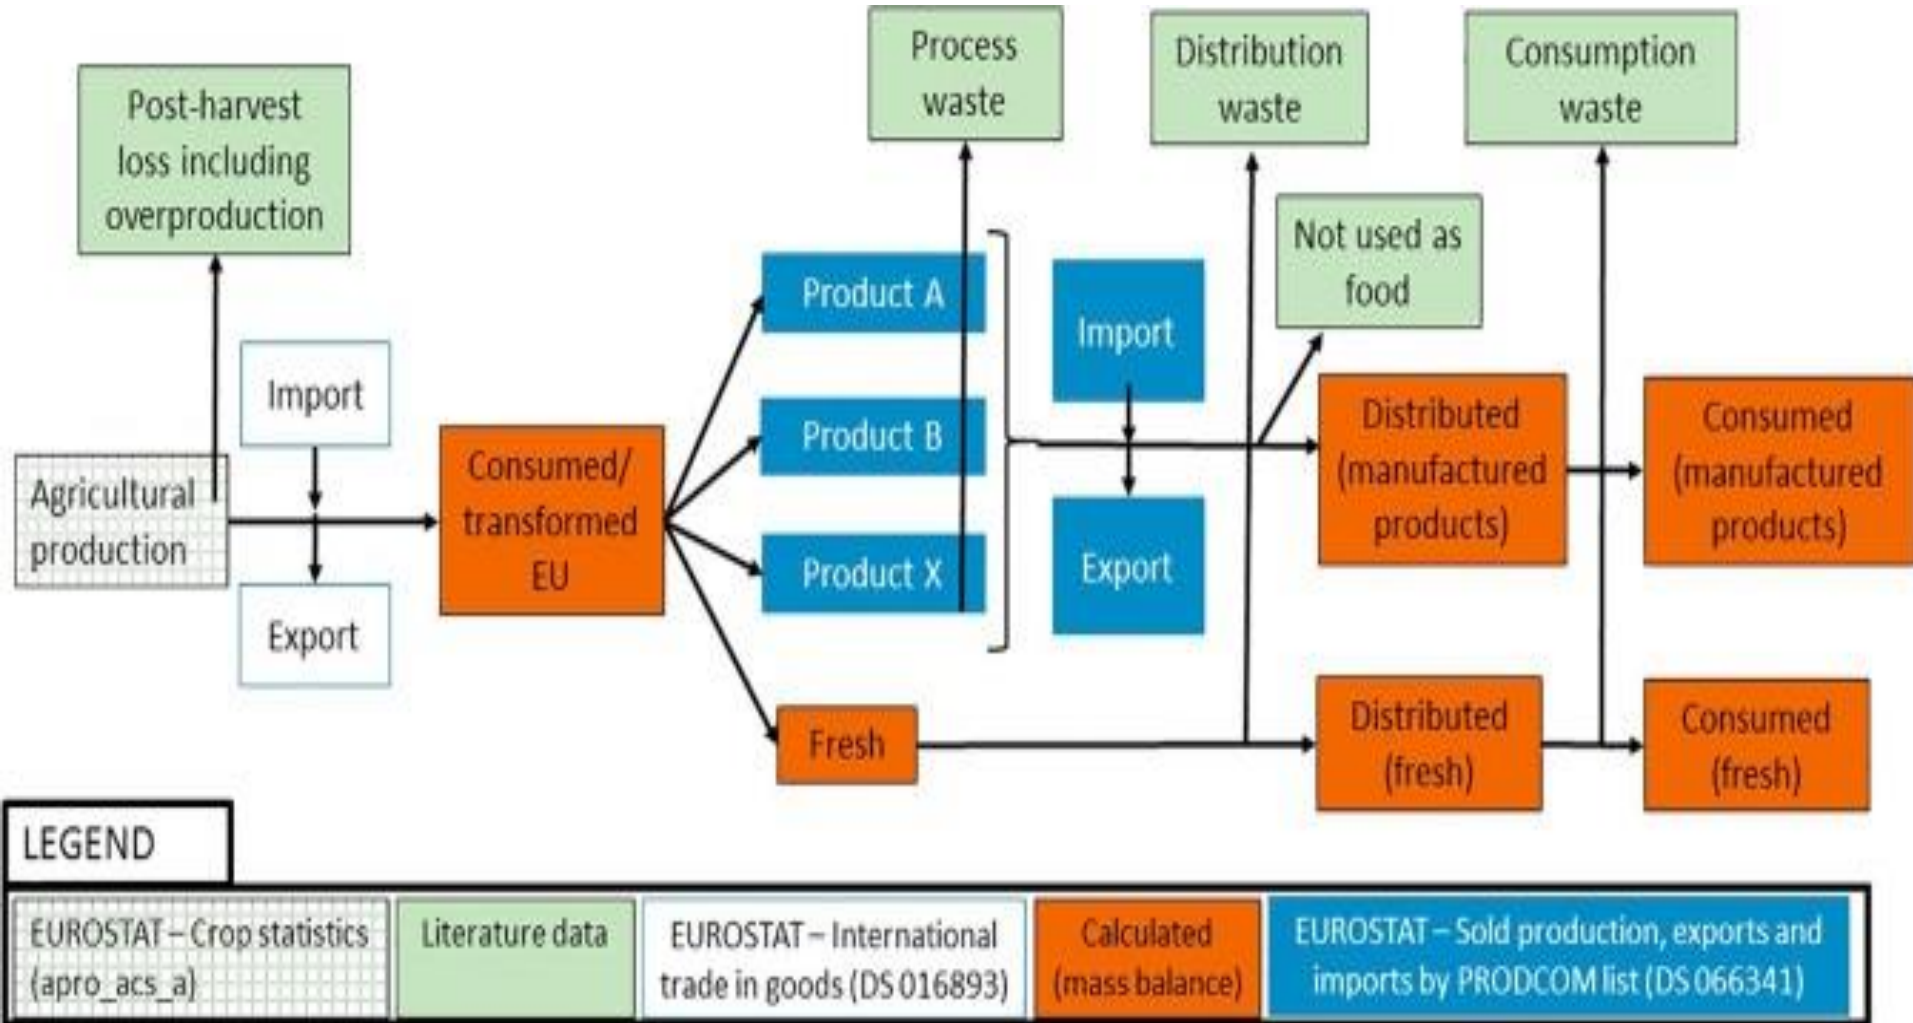 Process
waste
Distribution
waste
Consumption
waste
Post-harvest
loss including
overproduction
Not used as
food
Product A
Import
Import
Product B
Distributed
(manufactured
products)
Consumed
(manufactured
products)
Agricultural
production
Consumed/
transformed
EU
Product X
Export
Export
Fresh
Distributed
(fresh)
Consumed
(fresh)
LEGEND
EUROSTAT – Crop statistics
(apro_acs_a)
Literature data
EUROSTAT – International
trade in goods (DS 016893)
Calculated
(mass balance)
EUROSTAT – Sold production, exports and
imports by PRODCOM list (DS 066341)